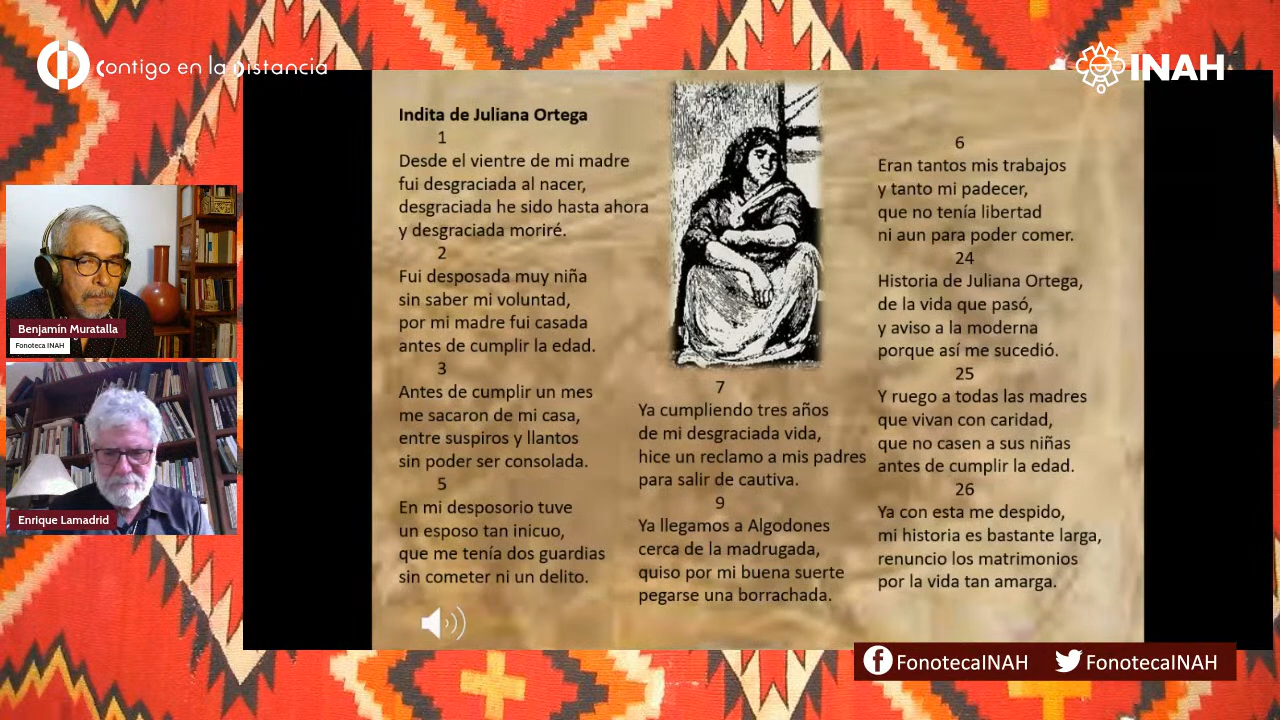 Contigo en la Distancia
INAH
Indita de Juliana Ortega
1
Desde el vientre de mi madre
fui desgraciada al nacer,
desgraciada he sido hasta ahora
y desgraciada moriré.
2
Fui desposada muy niña
sin saber mi voluntad,
por mi madre fui casada
antes de cumplir la edad.
3
Antes de cumplir un mes
me sacaron de mi casa,
entre suspiros y llantos
sin poder ser consolada.
5
En mi desposorio tuve
un esposo tan inicuo,
que me tenía dos guardias
sin cometer ni un delito.
7
Ya cumpliendo tres años
de mi desgraciada vida,
hice un reclamo a mis padres
para salir de cautiva.
9
Ya llegamos a Algodones
cerca de la madrugada,
quiso por mi buena suerte
pegarse una borrachada.
6
Eran tantos mis trabajos
y tanto mi padecer,
que no tenía libertad
ni aun para poder comer.
24
Historia de Juliana Ortega,
de la vida que pasó,
y aviso a la moderna
porque así me sucedió.
25
Y ruego a todas las madres
que vivan con caridad,
que no casen a sus niñas
antes de cumplir la edad.
26
Ya con esta me despido,
mi historia es bastante larga,
renuncio los matrimonios
por la vida tan amarga.
Benjamín Muratalla
Fonoteca INAH
Enrique Lamadrid
FonotecaINAH
FonotecaINAH